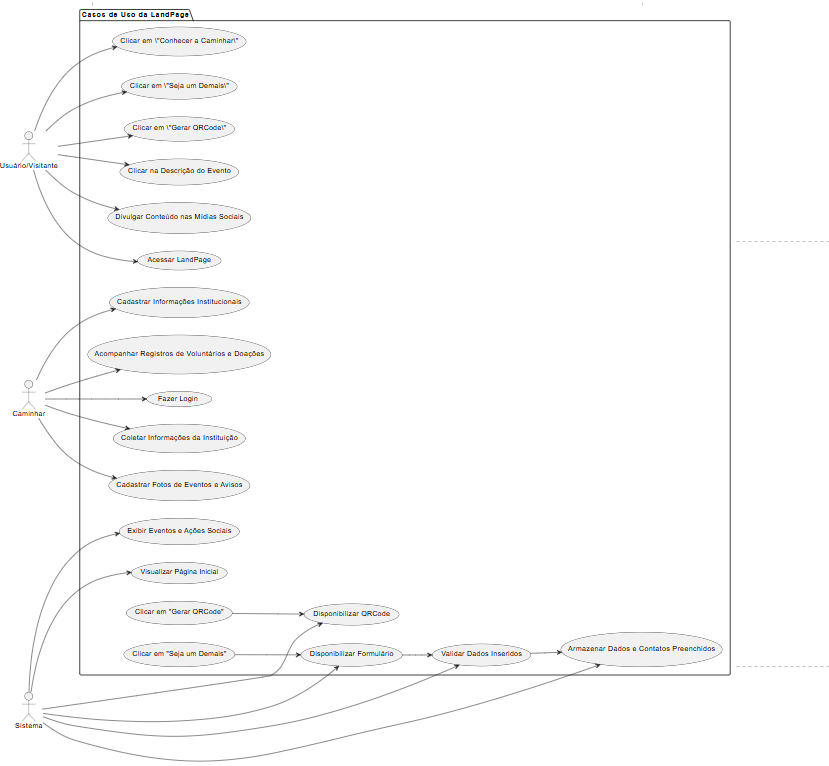 Casos de Uso da LandPage
Clicar em \"Conhecer a Caminhar\"
Clicar em \"Seja um Demais\"
Clicar em \"Gerar QRCode\"
Usuário/Visitante
Clicar na Descrição do Evento
Divulgar Conteúdo nas Mídias Sociais
Acessar LandPage
Cadastrar Informações Institucionais
Acompanhar Registros de Voluntários e Doações
Fazer Login
Caminhar
Coletar Informações da Instituição
Cadastrar Fotos de Eventos e Avisos
Exibir Eventos e Ações Sociais
Visualizar Página Inicial
Clicar em "Gerar QRCode"
Disponibilizar QRCode
Clicar em "Seja um Demais"
Disponibilizar Formulário
Validar Dados Inseridos
Armazenar Dados e Contatos Preenchidos
Sistema